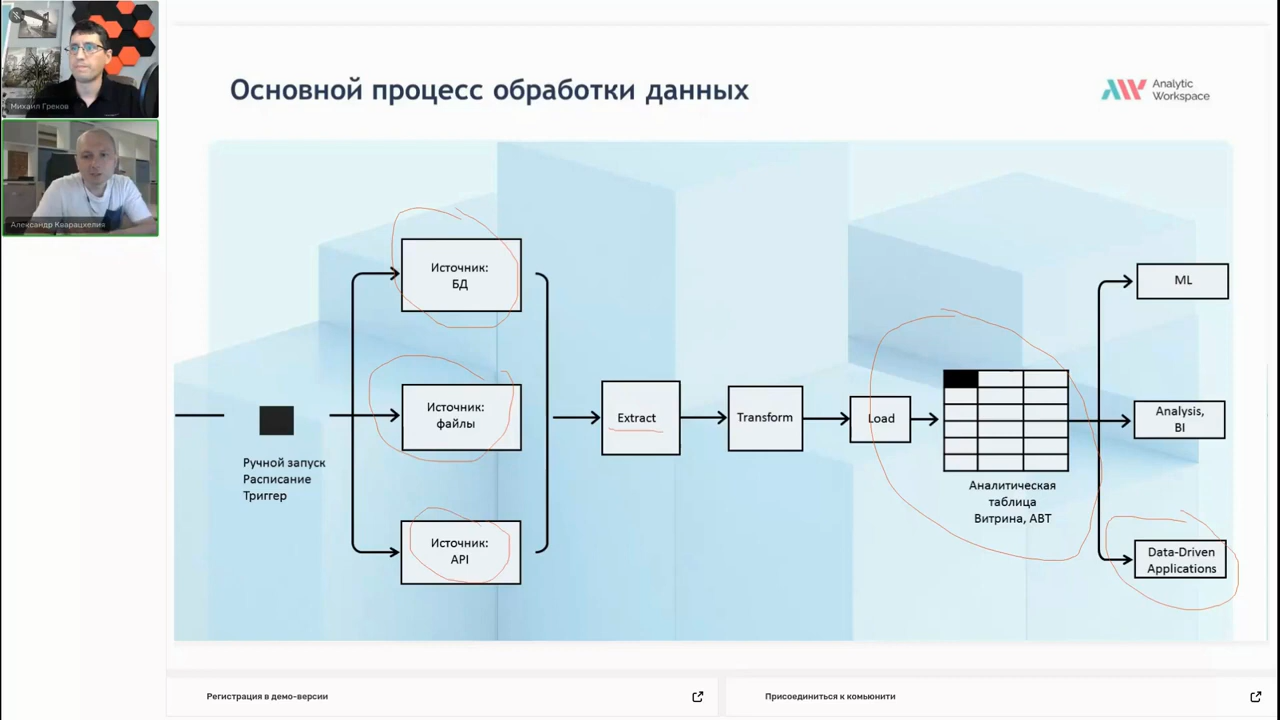 Михаил Греков
Александр Кварацхелия
Основной процесс обработки данных
Analytic
Workspace
Ручной запуск
Расписание
Триггер
Источник:
БД
Источник:
файлы
Источник:
API
Extract
Transform
Load
Аналитическая
таблица
Витрина, АВТ
ML
Analysis,
BI
Data-Driven
Applications
Регистрация в демо-версии
Присоединиться к комьюнити